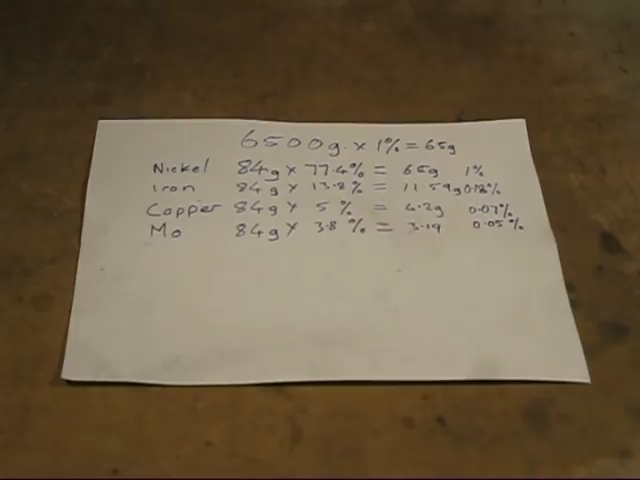 6500g. x 1% = 65g
Nickel 84g x 77.4% = 65g 1%
Iron 84g x 13.8% = 11.59g 0.18%
Copper 84g x 5% = 4.2g 0.07%
Mo 84g x 3.8% = 3.19 0.05%